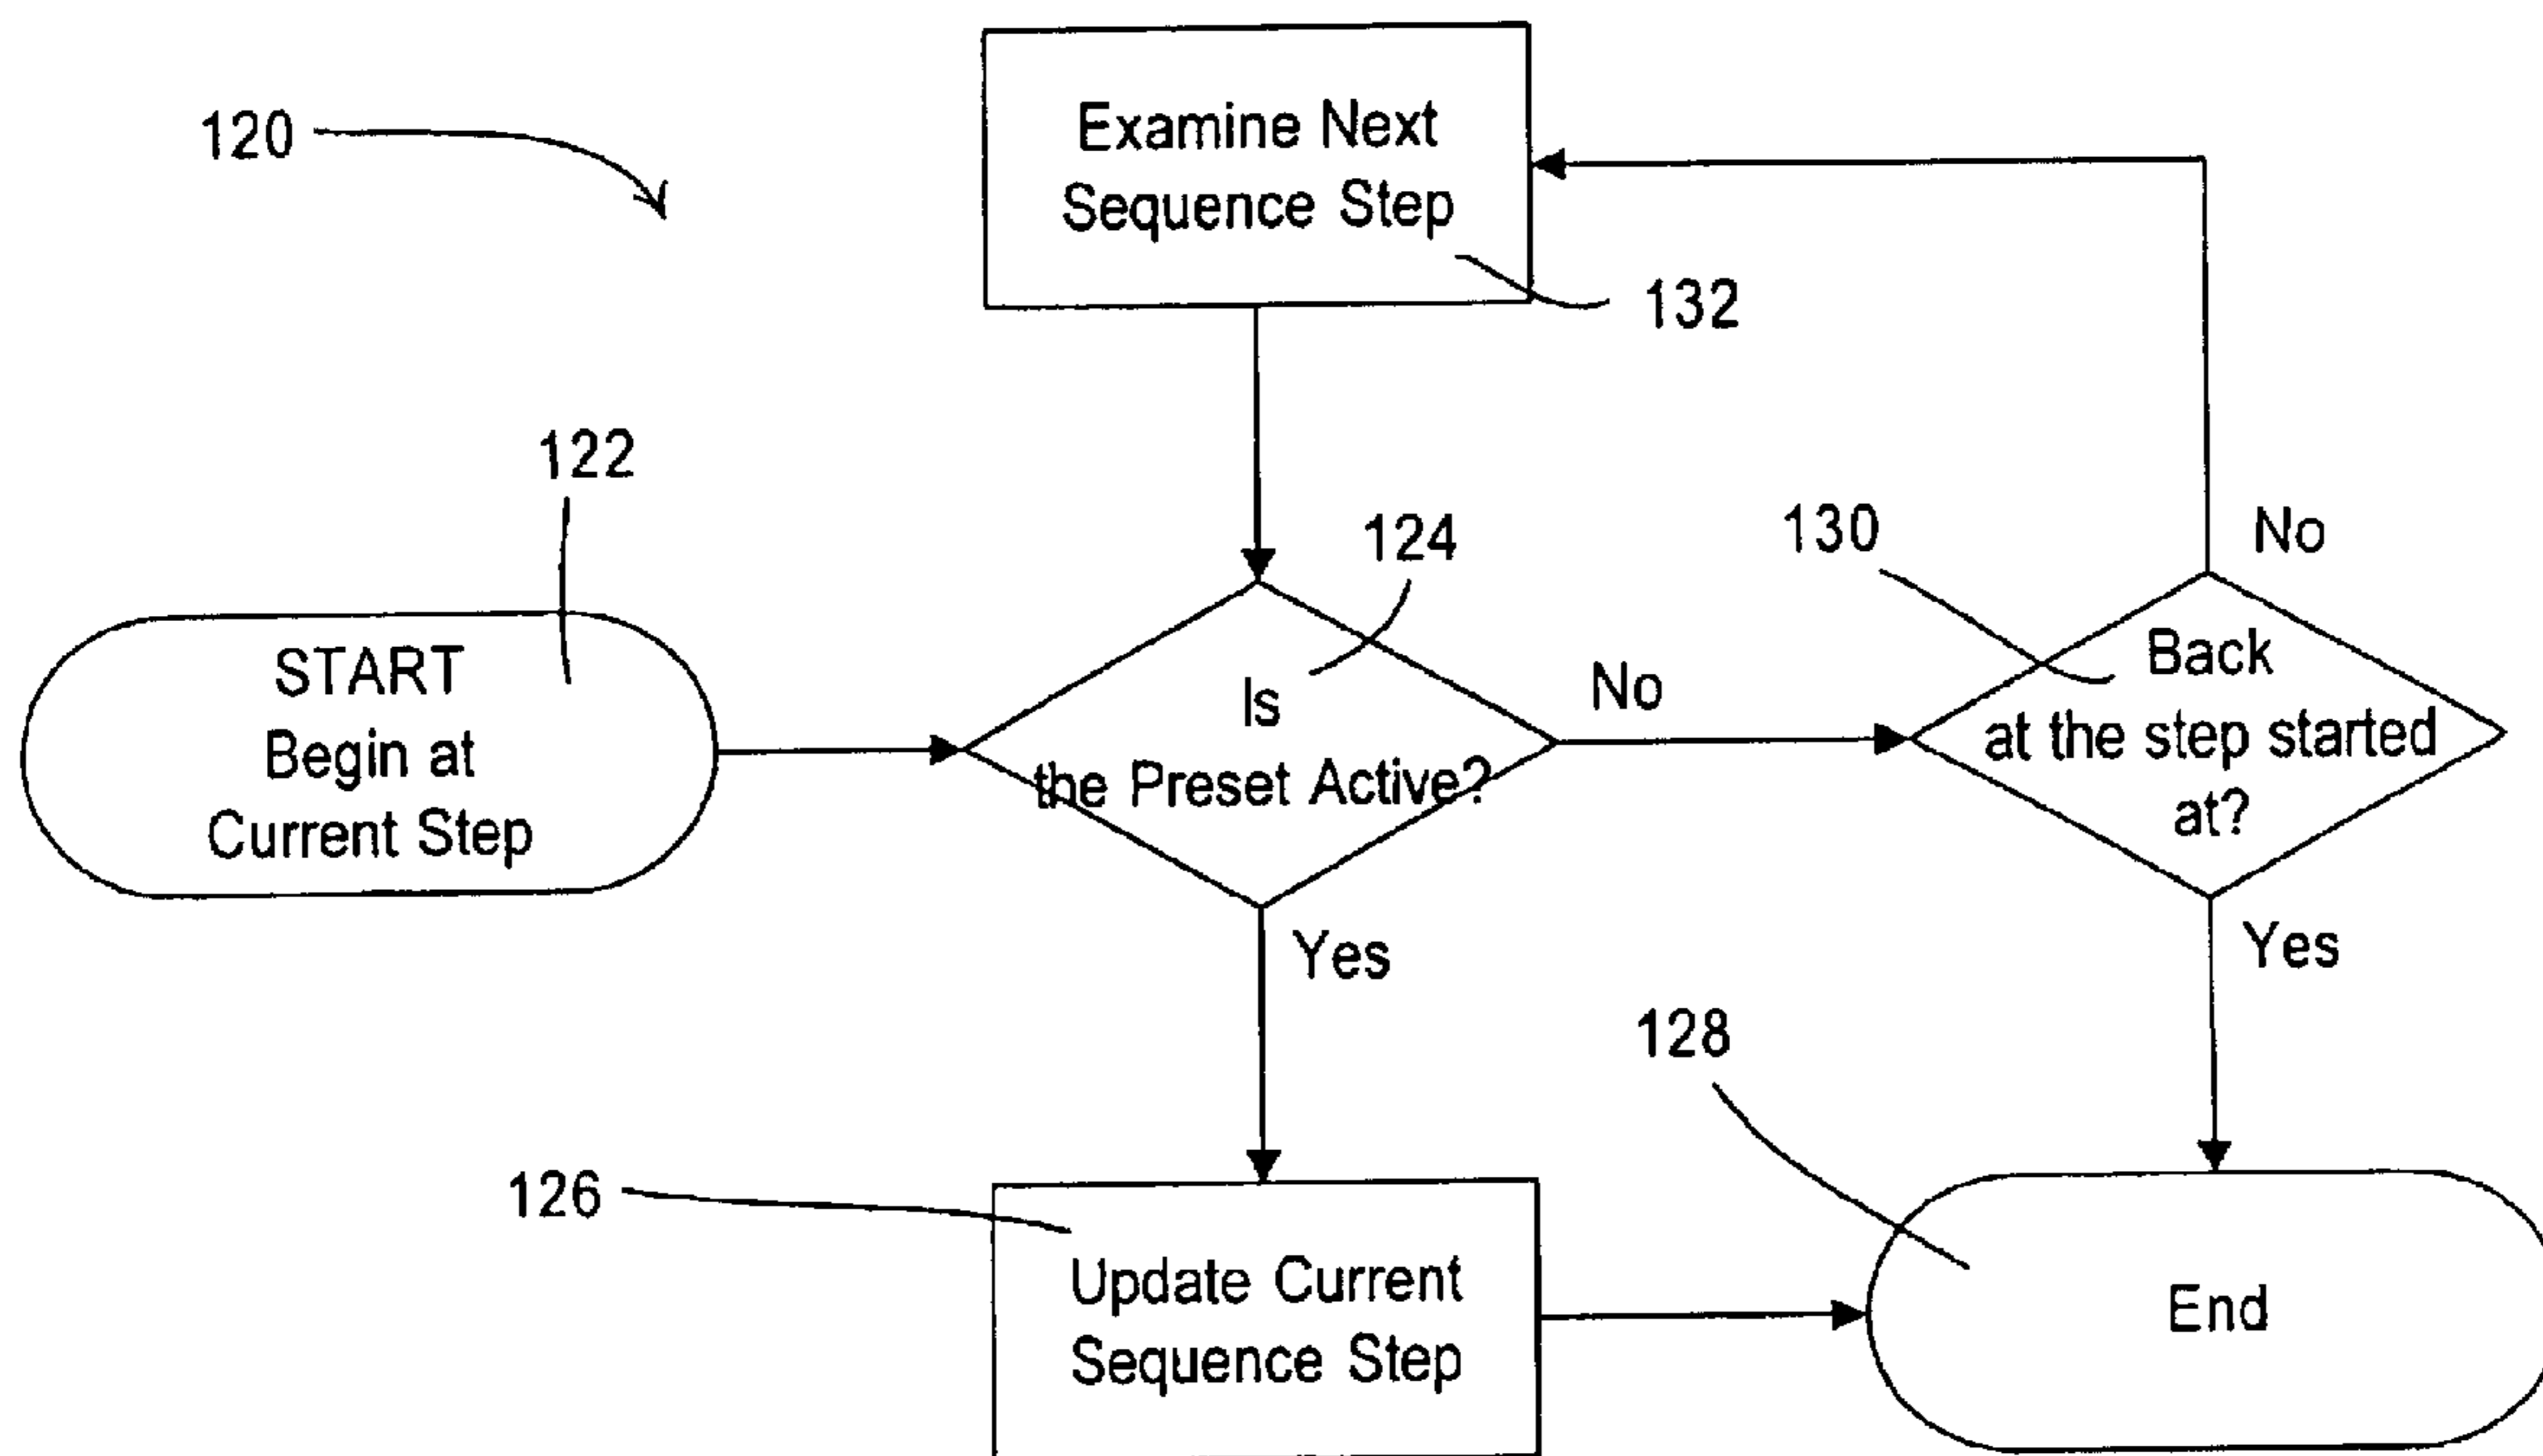 120
Examine Next
Sequence Step
132
122
START
Begin at
Current Step
124
Is
the Preset Active?
No
130
No
Back
at the step started
at?
Yes
Yes
126
Update Current
Sequence Step
128
End